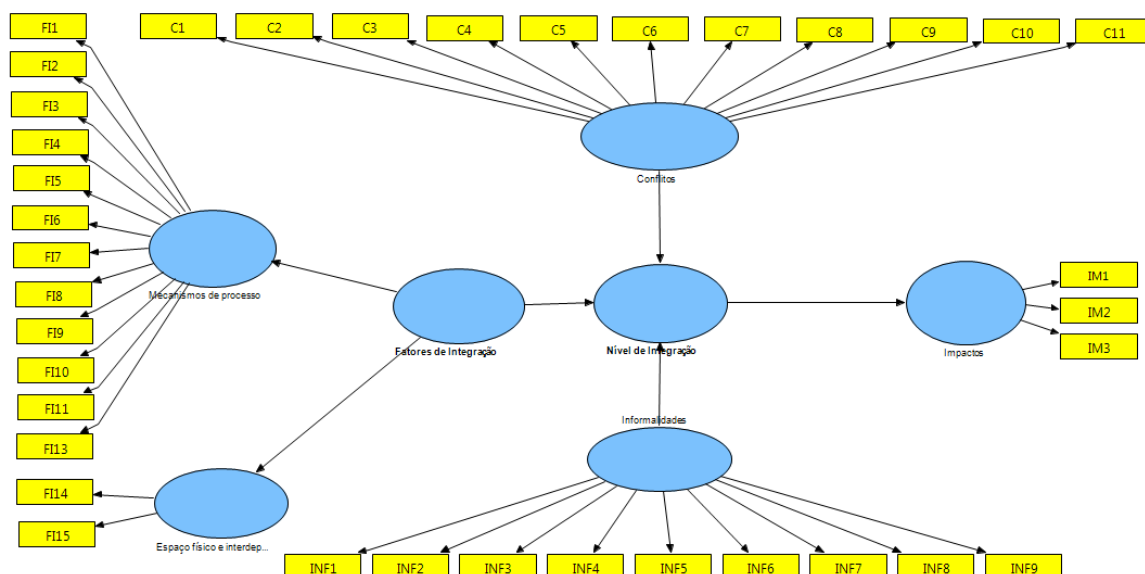 FI1
C1
C2
C3
C4
C5
C6
C7
C8
C9
C10
C11
FI2
FI3
FI4
FI5
FI6
FI7
FI8
FI9
FI10
FI11
FI13
Conflitos
Mecanismos de processo
Fatores de Integração
Nível de Integração
Impactos
IM1
IM2
IM3
Informalidades
FI14
FI15
Espaço físico e interdep...
INF1
INF2
INF3
INF4
INF5
INF6
INF7
INF8
INF9